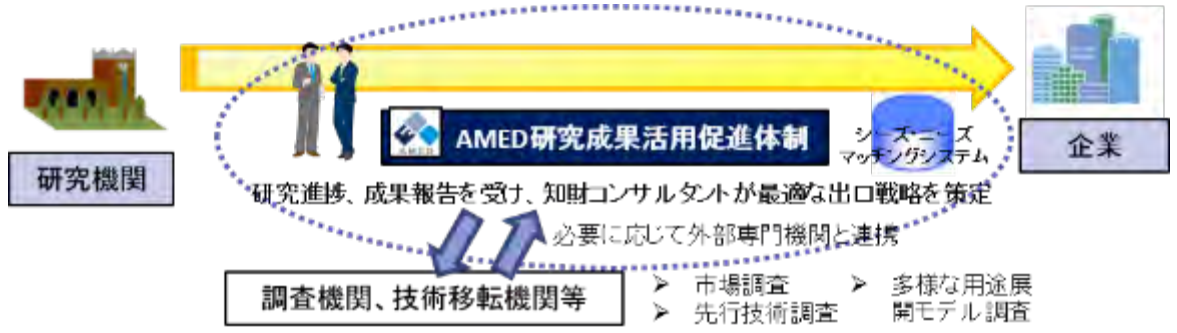 AMED
AMED研究成果活用促進体制
シーズ・ニーズ
マッチングシステム
研究機関
企業
研究進捗、成果報告を受け、知財コンサルタントが最適な出口戦略を策定
必要に応じて外部専門機関と連携
調査機関、技術移転機関等
➢ 市場調査
➢ 先行技術調査
➢ 多様な用途展
開モデル調査